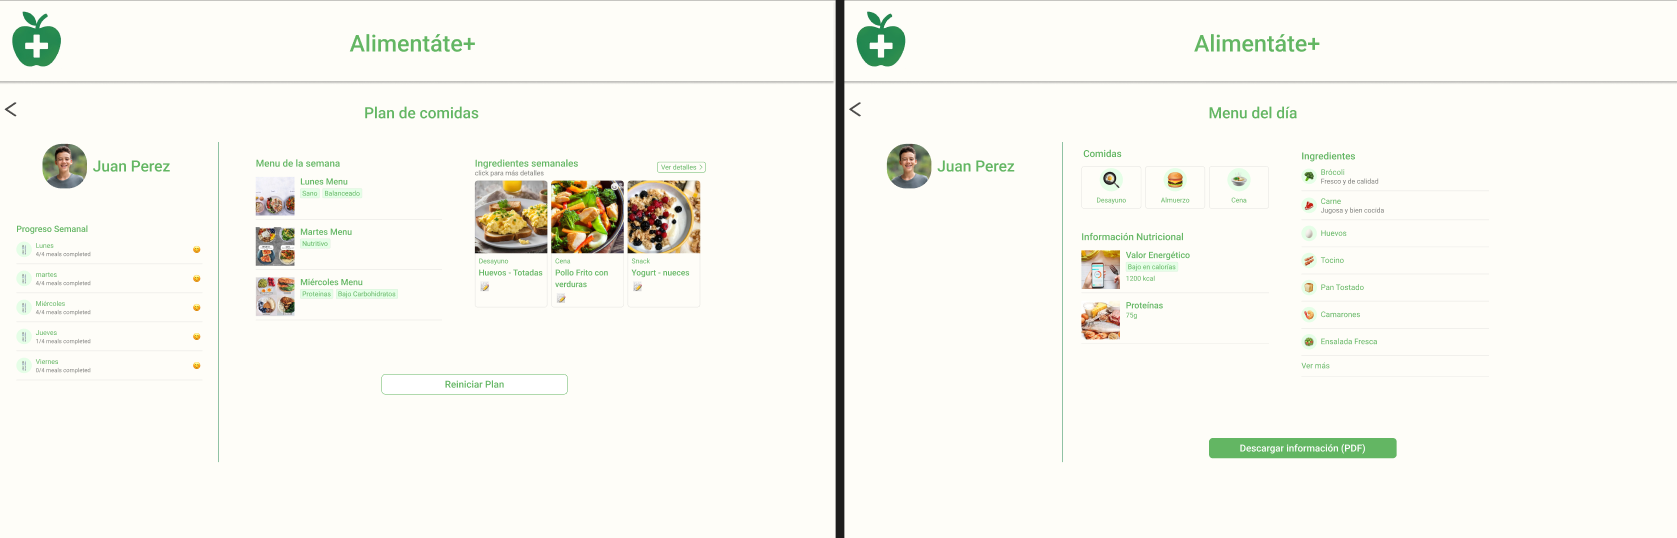 Alimentáte+
Plan de comidas
Juan Perez
Progreso Semanal
Lunes
4/4 meals completed
martes
4/4 meals completed
Miércoles
4/4 meals completed
Jueves
1/4 meals completed
Viernes
0/4 meals completed
Menu de la semana
Lunes Menu
Sano Balanceado
Martes Menu
Nutritivo
Miércoles Menu
Proteinas Bajo Carbohidratos
Ingredientes semanales
click para más detalles
Ver detalles >
Desayuno
Huevos - Totadas
Cena
Pollo Frito con
verduras
Snack
Yogurt - nueces
Reiniciar Plan
Alimentáte+
Menu del día
Juan Perez
Comidas
Desayuno
Almuerzo
Cena
Información Nutricional
Valor Energético
Bajo en calorías
1200 kcal
Proteínas
75g
Ingredientes
Brócoli
Fresco y de calidad
Carne
Jugosa y bien cocida
Huevos
Tocino
Pan Tostado
Camarones
Ensalada Fresca
Ver más
Descargar información (PDF)